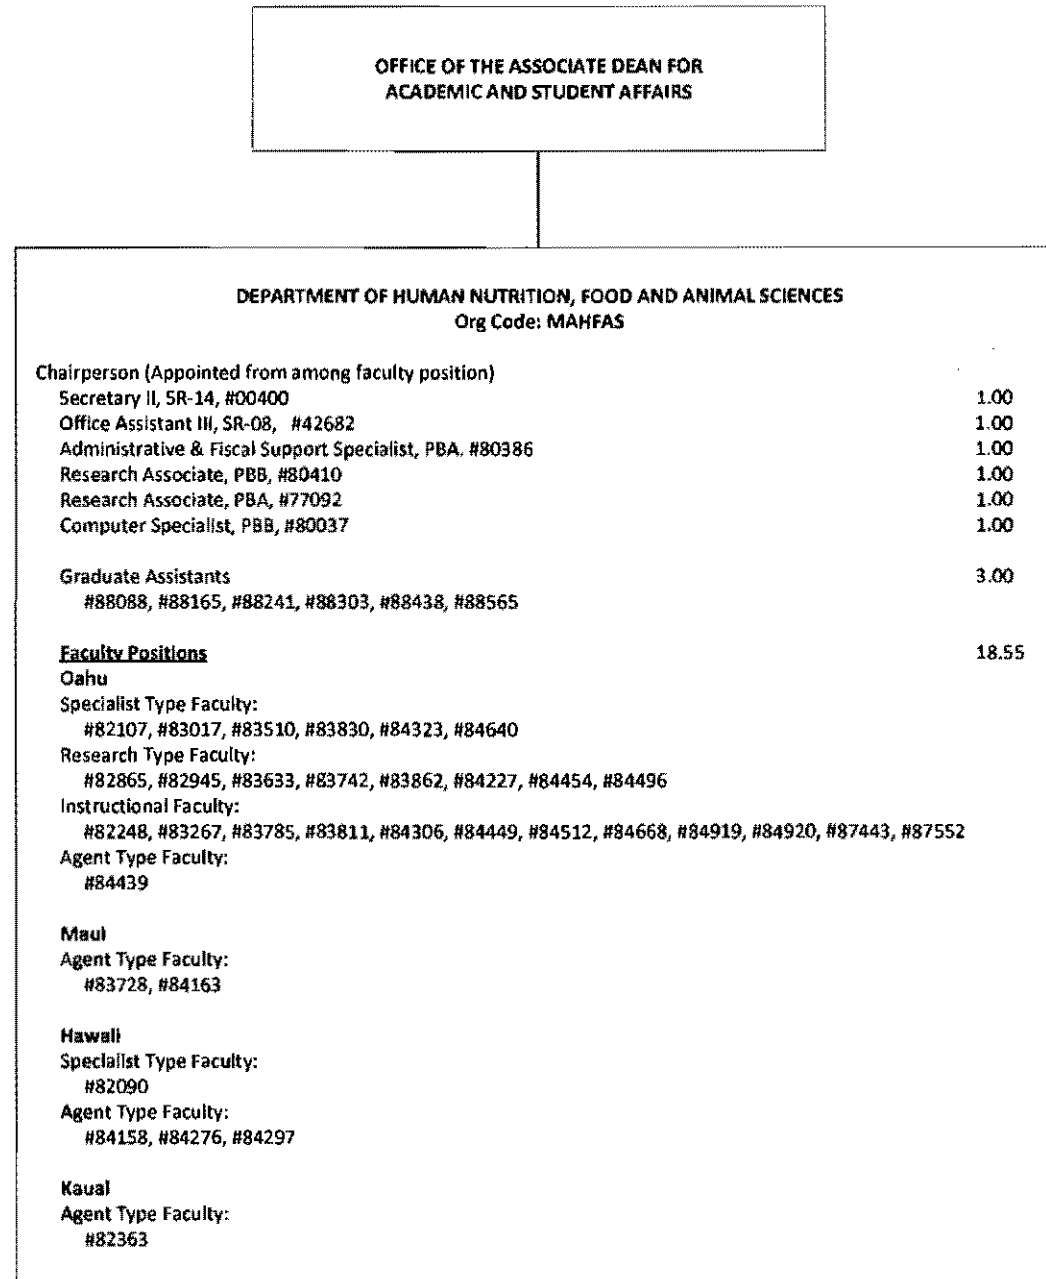 OFFICE OF THE ASSOCIATE DEAN FOR
ACADEMIC AND STUDENT AFFAIRS
DEPARTMENT OF HUMAN NUTRITION, FOOD AND ANIMAL SCIENCES
Org Code: MAHFAS
Chairperson (Appointed from among faculty position)
Secretary II, SR-14, #00400 1.00
Office Assistant III, SR-08, #42682 1.00
Administrative & Fiscal Support Specialist, PBA, #80386 1.00
Research Associate, PBB, #80410 1.00
Research Associate, PBA, #77092 1.00
Computer Specialist, PBB, #80037 1.00
Graduate Assistants 3.00
#88088, #88165, #88241, #88303, #88438, #88565
Faculty Positions 18.55
Oahu
Specialist Type Faculty:
#82107, #83017, #83510, #83830, #84323, #84640
Research Type Faculty:
#82865, #82945, #83633, #83742, #83862, #84227, #84454, #84496
Instructional Faculty:
#82248, #83267, #83785, #83811, #84306, #84449, #84512, #84668, #84919, #84920, #87443, #87552
Agent Type Faculty:
#84439
Maui
Agent Type Faculty:
#83728, #84163
Hawaii
Specialist Type Faculty:
#82090
Agent Type Faculty:
#84158, #84276, #84297
Kauai
Agent Type Faculty:
#82363